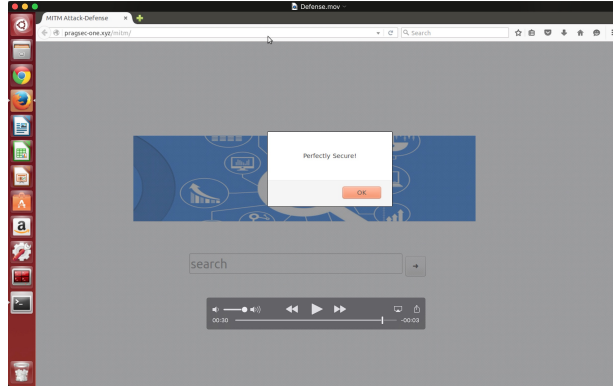 Defense.mov
MITM Attack-Defense
pragsec-one.xyz/mitm/
Search
Perfectly Secure!
OK
search
00:30
-00:03